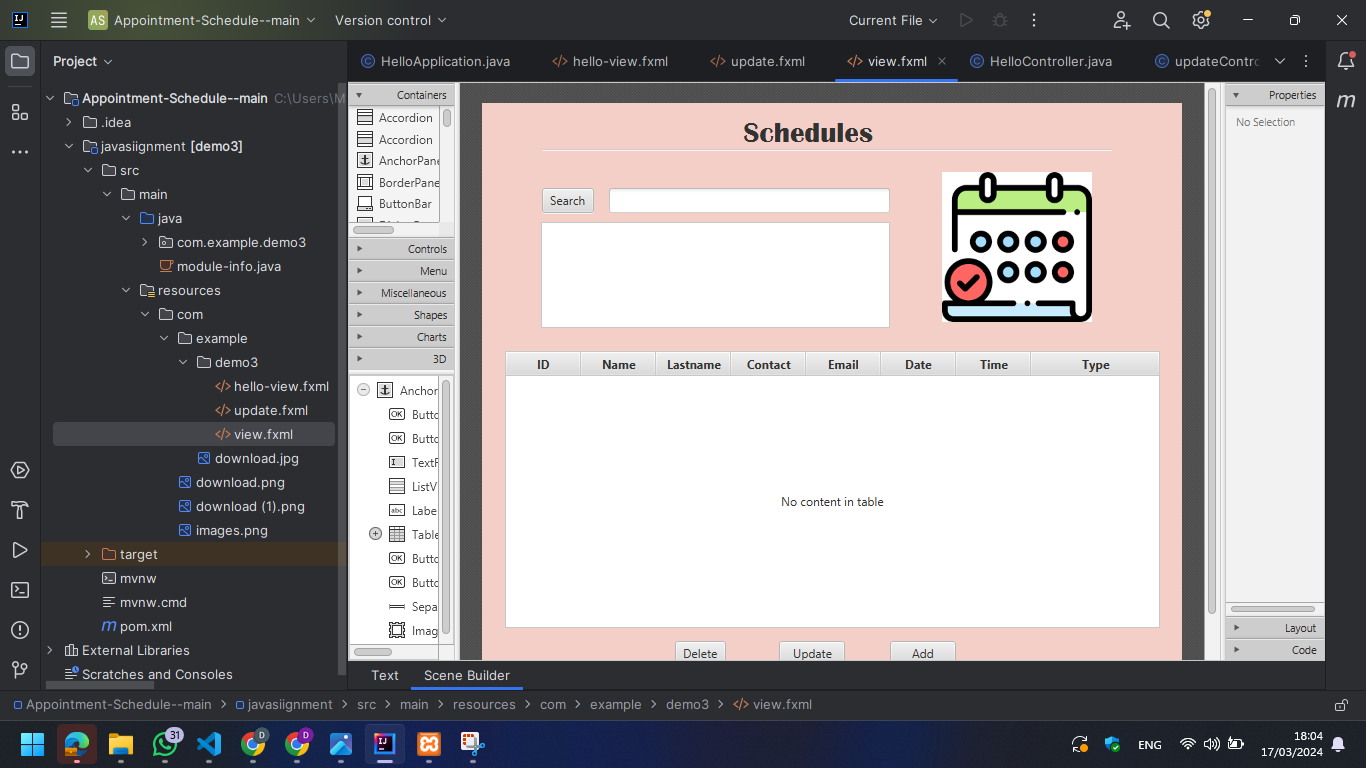 AS Appointment-Schedule--main Version control Current File
Project
HelloApplication.java hello-view.fxml update.fxml view.fxml HelloController.java updateContro
Appointment-Schedule--main C:\Users\M
.idea
javasiignment [demo3]
src
main
java
com.example.demo3
module-info.java
resources
com
example
demo3
hello-view.fxml
update.fxml
view.fxml
download.jpg
download.png
download (1).png
images.png
target
mvnw
mvnw.cmd
pom.xml
External Libraries
Scratches and Consoles
Containers
Accordion
Accordion
AnchorPane
BorderPane
ButtonBar
Controls
Menu
Miscellaneous
Shapes
Charts
3D
Anchor
OK Butto
OK Butto
TextF
ListV
abc Labe
Table
OK Butto
OK Butto
Sepa
Imag
Schedules
Search
ID Name Lastname Contact Email Date Time Type
No content in table
Delete Update Add
Properties
No Selection
Layout
Code
m
Text Scene Builder
Appointment-Schedule--main > javasiignment > src > main > resources > com > example > demo3 > view.fxml
31
D
D
ENG
18:04
17/03/2024